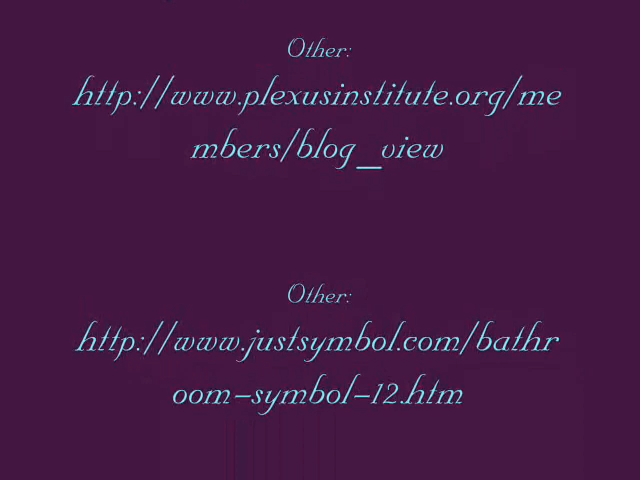 Other:
http://www.plexusinstitute.org/me
mbers/blog_view
Other:
http://www.justsymbol.com/bathr
oom-symbol-12.htm